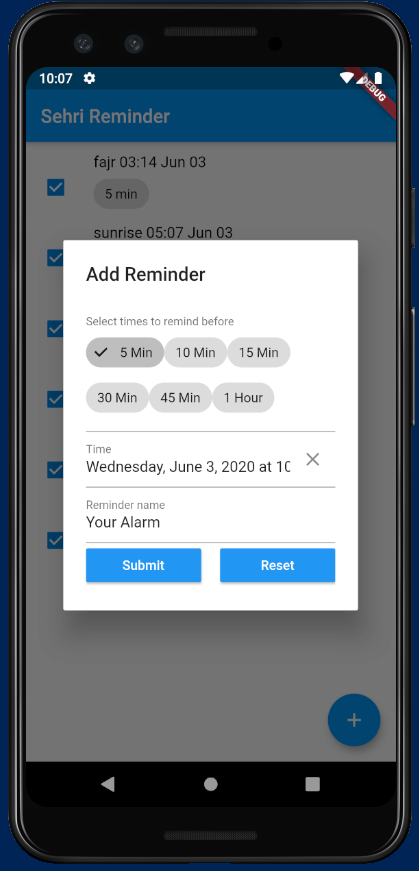 10:07
DEBUG
Sehri Reminder
fajr 03:14 Jun 03
5 min
sunrise 05:07 Jun 03
Add Reminder
Select times to remind before
5 Min 10 Min 15 Min
30 Min 45 Min 1 Hour
Time
Wednesday, June 3, 2020 at 10
Reminder name
Your Alarm
Submit Reset